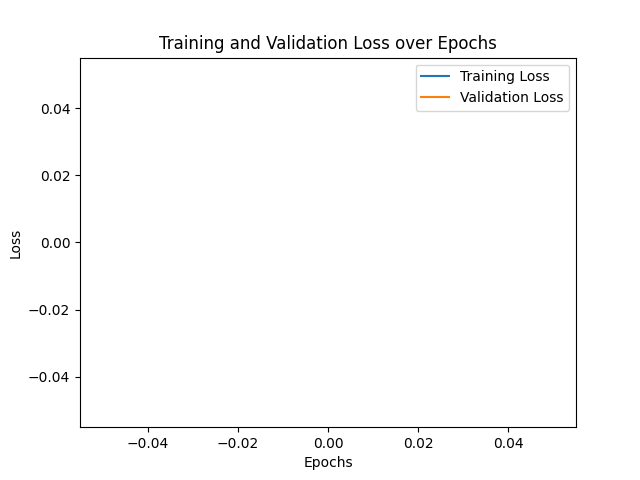 Training and Validation Loss over Epochs
Training Loss
Validation Loss
0.04
0.02
0.00
−0.02
−0.04
Loss
−0.04
−0.02
0.00
0.02
0.04
Epochs